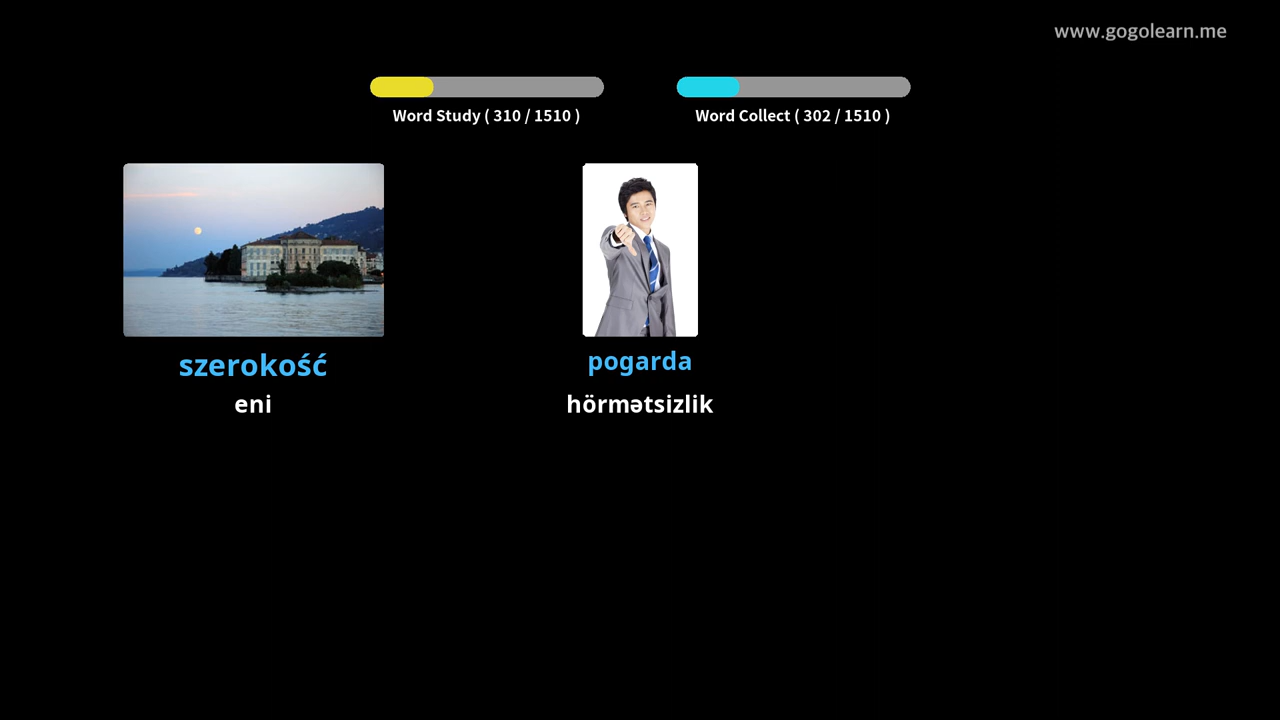 www.gogolearn.me
Word Study ( 310 / 1510 )
Word Collect ( 302 / 1510 )
szerokość
eni
pogarda
hörmətsizlik